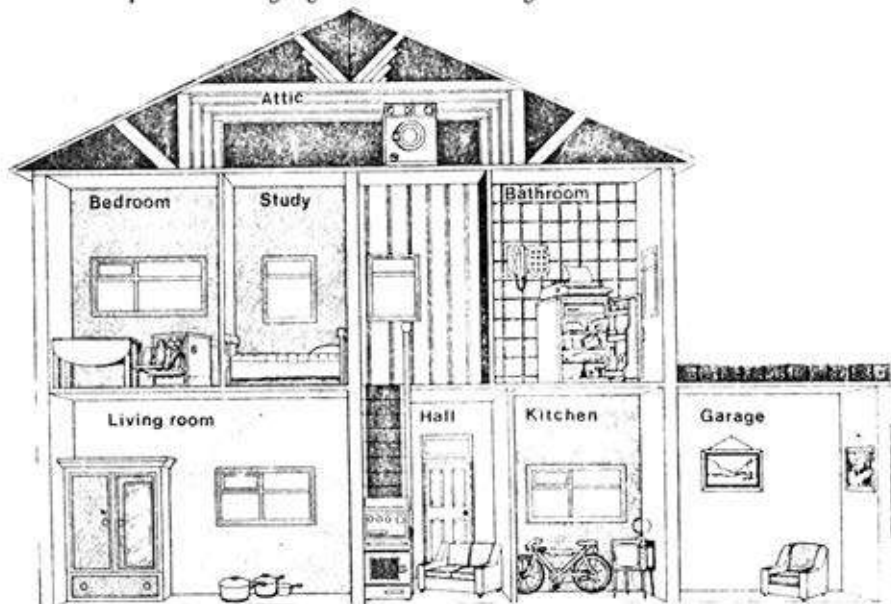 Attic
Bedroom
Study
Bathroom
Living room
Hall
Kitchen
Garage